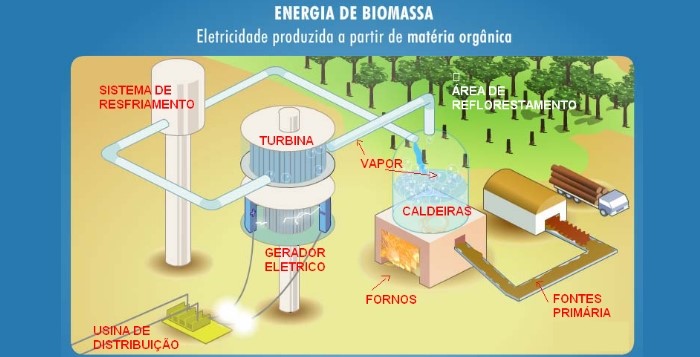 ENERGIA DE BIOMASSA
Eletricidade produzida a partir de matéria orgânica
SISTEMA DE
RESFRIAMENTO
TURBINA
ÁREA DE
REFLORESTAMENTO
VAPOR
CALDEIRAS
GERADOR
ELETRICO
FORNOS
FONTES
PRIMÁRIA
USINA DE
DISTRIBUIÇÃO